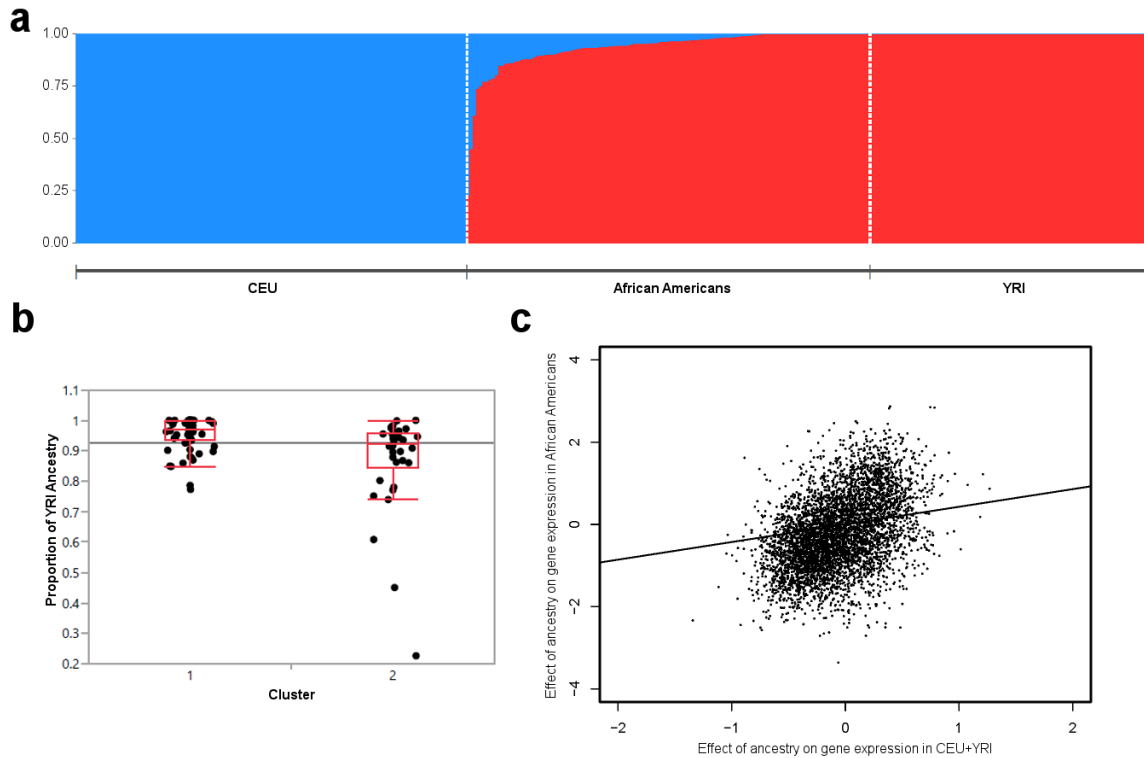 a
1.00
0.75
0.50
0.25
0.00
CEU African Americans YRI
b
c
Proportion of YRI Ancestry
1.1
1
0.9
0.8
0.7
0.6
0.5
0.4
0.3
0.2
1 2
Cluster
Effect of ancestry on gene expression in African Americans
4
2
0
−2
−4
−2 −1 0 1 2
Effect of ancestry on gene expression in CEU+YRI